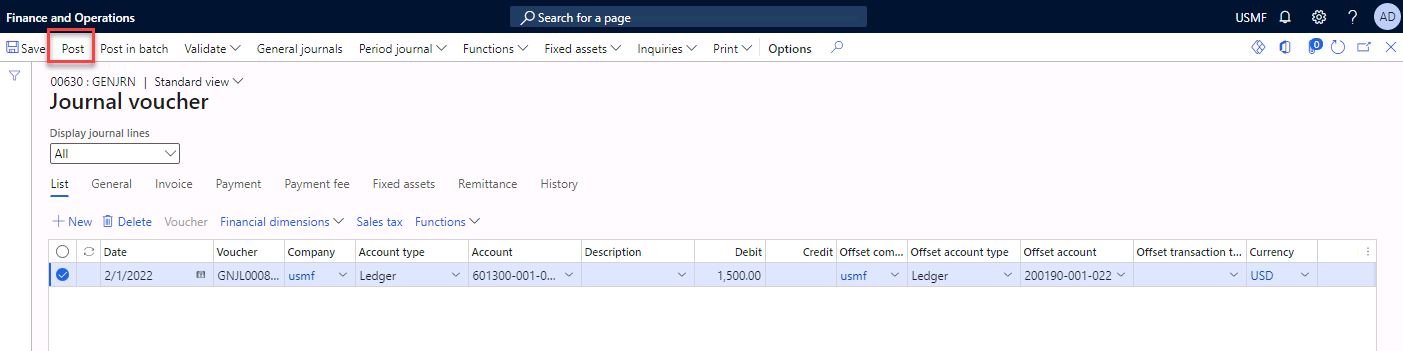 Finance and Operations Search for a page USMF AD
Save Post Post in batch Validate General journals Period journal Functions Fixed assets Inquiries Print Options 0
00630 : GENJRN | Standard view
Journal voucher
Display journal lines
All
List General Invoice Payment Payment fee Fixed assets Remittance History
New Delete Voucher Financial dimensions Sales tax Functions
Date Voucher Company Account type Account Description Debit Credit Offset com... Offset account type Offset account Offset transaction t... Currency
2/1/2022 GNJL0008... usmf Ledger 601300-001-0... 1,500.00 usmf Ledger 200190-001-022 USD